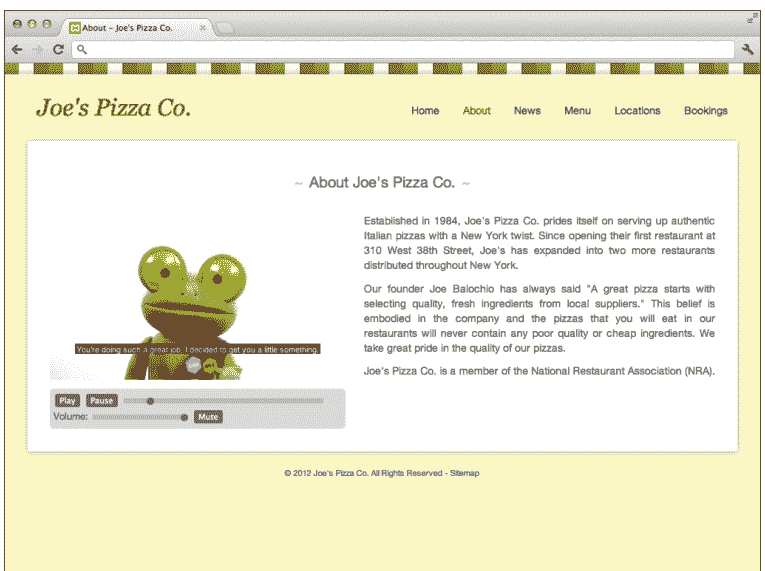 About – Joe's Pizza Co.
Joe's Pizza Co.
Home About News Menu Locations Bookings
~ About Joe's Pizza Co. ~
Established in 1984, Joe's Pizza Co. prides itself on serving up authentic
Italian pizzas with a New York twist. Since opening their first restaurant at
310 West 38th Street, Joe's has expanded into two more restaurants
distributed throughout New York.
Our founder Joe Balochio has always said "A great pizza starts with
selecting quality, fresh ingredients from local suppliers." This belief is
embodied in the company and the pizzas that you will eat in our
restaurants will never contain any poor quality or cheap ingredients. We
take great pride in the quality of our pizzas.
Joe's Pizza Co. is a member of the National Restaurant Association (NRA).
You're doing such a great job. I decided to get you a little something.
Play Pause
Volume: Mute
© 2012 Joe's Pizza Co. All Rights Reserved - Sitemap